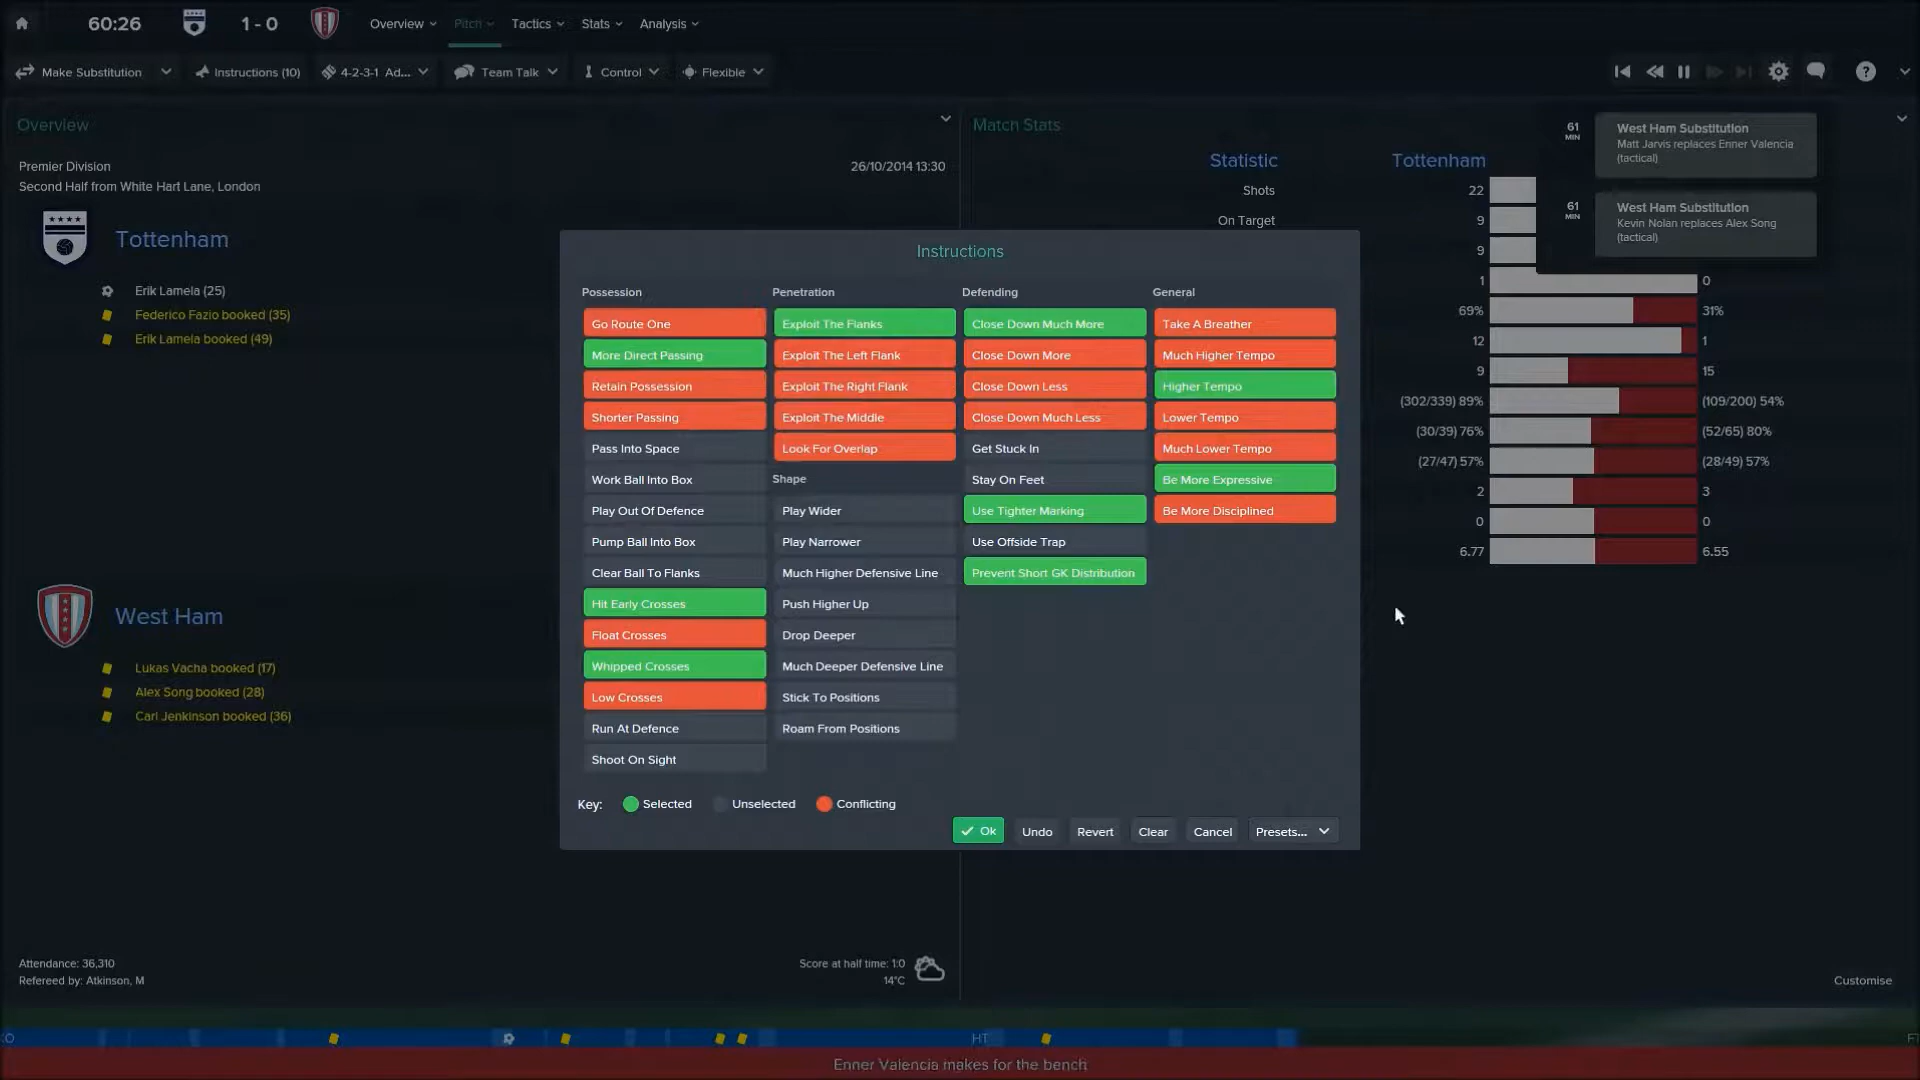 60:26
1 - 0
Overview
Pitch
Tactics
Stats
Analysis
Make Substitution
Instructions (10)
4-2-3-1 Ad...
Team Talk
Control
Flexible
?
Overview
Premier Division
26/10/2014 13:30
Second Half from White Hart Lane, London
Tottenham
Erik Lamela (25)
Federico Fazio booked (35)
Erik Lamela booked (49)
West Ham
Lukas Vacha booked (17)
Alex Song booked (28)
Carl Jenkinson booked (36)
Attendance: 36,310
Refereed by: Atkinson, M
Score at half time: 1:0
14°C
Match Stats
Statistic
Tottenham
Shots
22
On Target
9
9
1
0
69%
31%
12
1
9
15
(302/339) 89%
(109/200) 54%
(30/39) 76%
(52/65) 80%
(27/47) 57%
(28/49) 57%
2
3
0
0
6.77
6.55
61
MIN
West Ham Substitution
Matt Jarvis replaces Enner Valencia
(tactical)
61
MIN
West Ham Substitution
Kevin Nolan replaces Alex Song
(tactical)
Customise
Instructions
Possession
Go Route One
More Direct Passing
Retain Possession
Shorter Passing
Pass Into Space
Work Ball Into Box
Play Out Of Defence
Pump Ball Into Box
Clear Ball To Flanks
Hit Early Crosses
Float Crosses
Whipped Crosses
Low Crosses
Run At Defence
Shoot On Sight
Penetration
Exploit The Flanks
Exploit The Left Flank
Exploit The Right Flank
Exploit The Middle
Look For Overlap
Shape
Play Wider
Play Narrower
Much Higher Defensive Line
Push Higher Up
Drop Deeper
Much Deeper Defensive Line
Stick To Positions
Roam From Positions
Defending
Close Down Much More
Close Down More
Close Down Less
Close Down Much Less
Get Stuck In
Stay On Feet
Use Tighter Marking
Use Offside Trap
Prevent Short GK Distribution
General
Take A Breather
Much Higher Tempo
Higher Tempo
Lower Tempo
Much Lower Tempo
Be More Expressive
Be More Disciplined
Key:
Selected
Unselected
Conflicting
Ok
Undo
Revert
Clear
Cancel
Presets...
HT
Enner Valencia makes for the bench